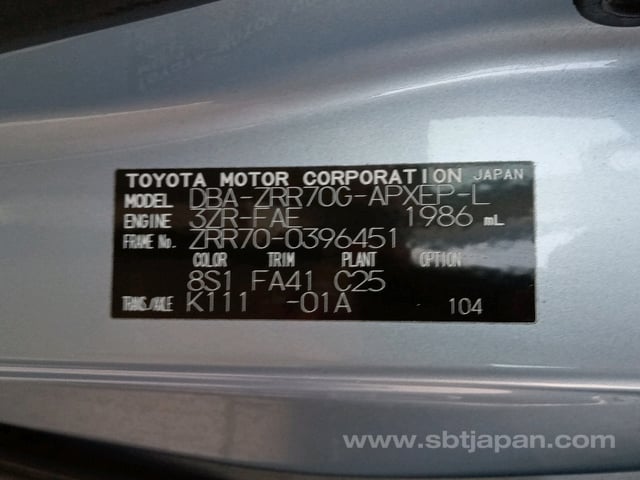 TOYOTA MOTOR CORPORATION JAPAN
MODEL DBA-ZRR70G-APXEP-L
ENGINE 3ZR-FAE 1986 mL
FRAME No. ZRR70-0396451
COLOR TRIM PLANT OPTION
8S1 FA41 C25
TRANS./AXLE K111 -01A 104
www.sbtjapan.com